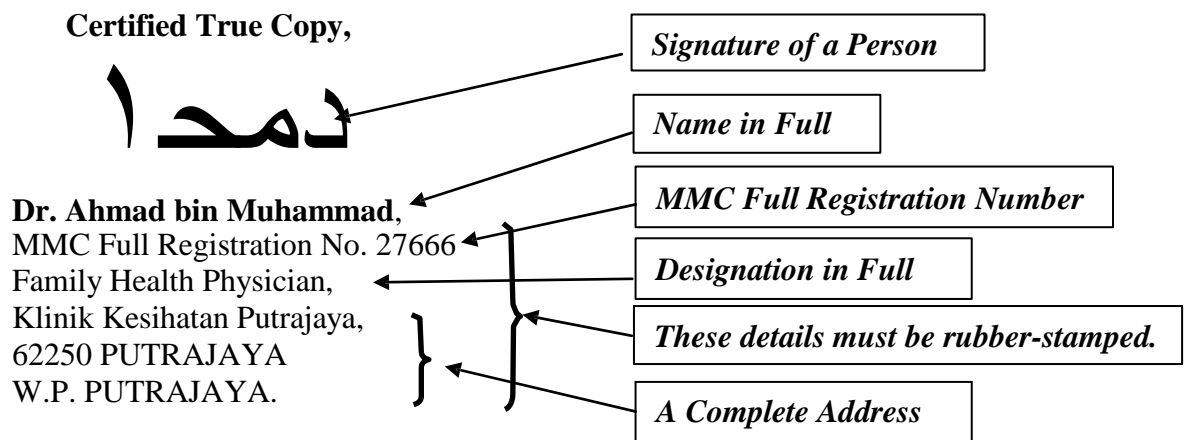 Certified True Copy,
دمحـ ا
Dr. Ahmad bin Muhammad,
MMC Full Registration No. 27666
Family Health Physician,
Klinik Kesihatan Putrajaya,
62250 PUTRAJAYA
W.P. PUTRAJAYA.
Signature of a Person
Name in Full
MMC Full Registration Number
Designation in Full
These details must be rubber-stamped.
A Complete Address